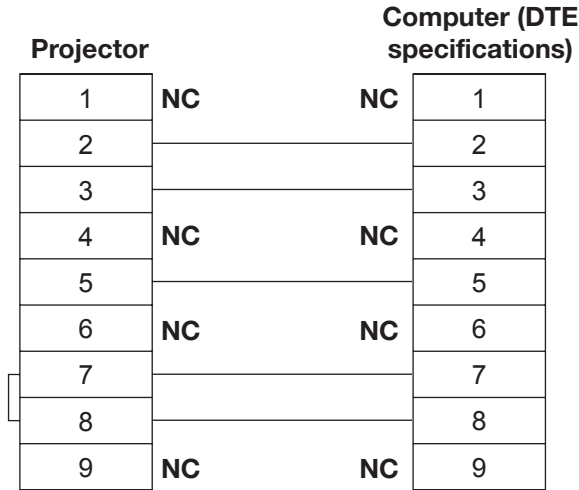 Computer (DTE
Projector specifications)
1 NC NC 1
2 2
3 3
4 NC NC 4
5 5
6 NC NC 6
7 7
8 8
9 NC NC 9